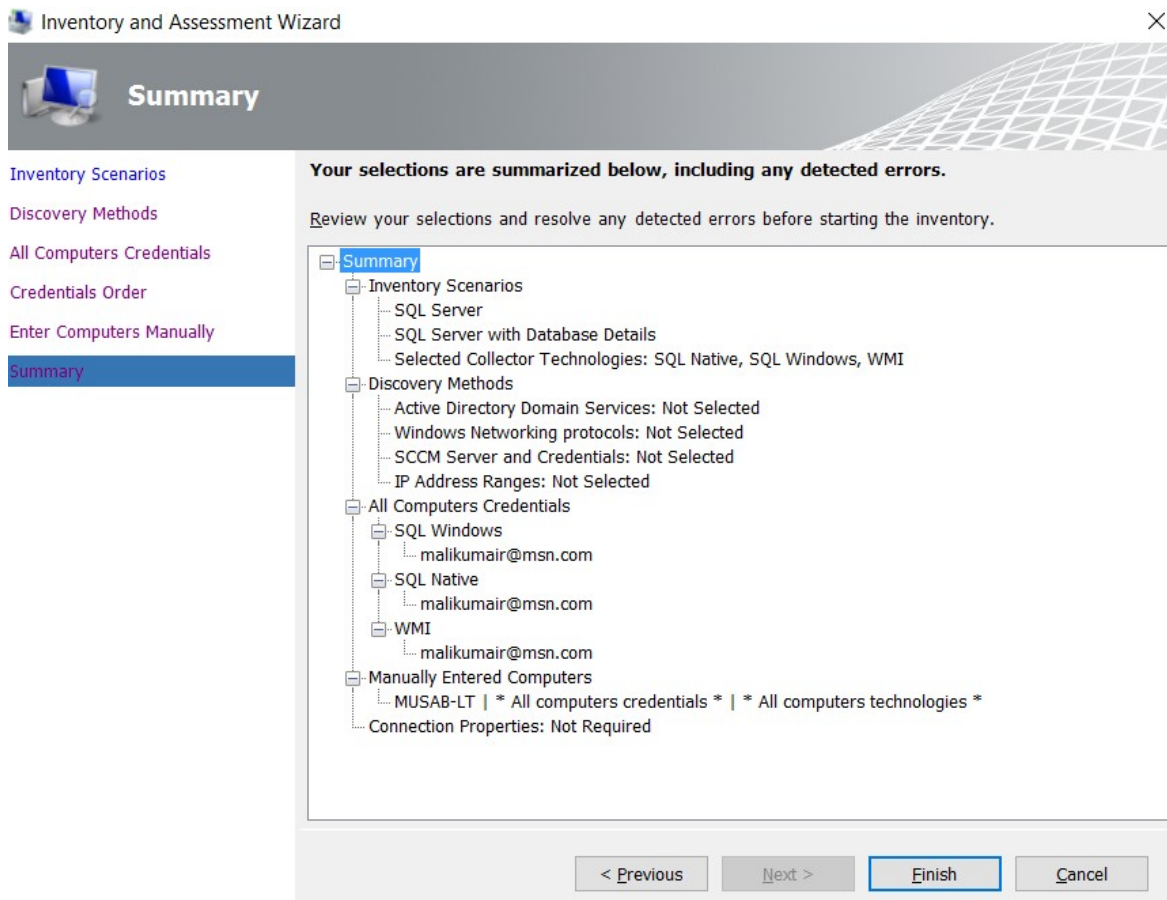 Inventory and Assessment Wizard
Summary
Inventory Scenarios
Discovery Methods
All Computers Credentials
Credentials Order
Enter Computers Manually
Summary
Your selections are summarized below, including any detected errors.
Review your selections and resolve any detected errors before starting the inventory.
Summary
Inventory Scenarios
SQL Server
SQL Server with Database Details
Selected Collector Technologies: SQL Native, SQL Windows, WMI
Discovery Methods
Active Directory Domain Services: Not Selected
Windows Networking protocols: Not Selected
SCCM Server and Credentials: Not Selected
IP Address Ranges: Not Selected
All Computers Credentials
SQL Windows
malikumair@msn.com
SQL Native
malikumair@msn.com
WMI
malikumair@msn.com
Manually Entered Computers
MUSAB-LT | * All computers credentials * | * All computers technologies *
Connection Properties: Not Required
< Previous Next > Finish Cancel